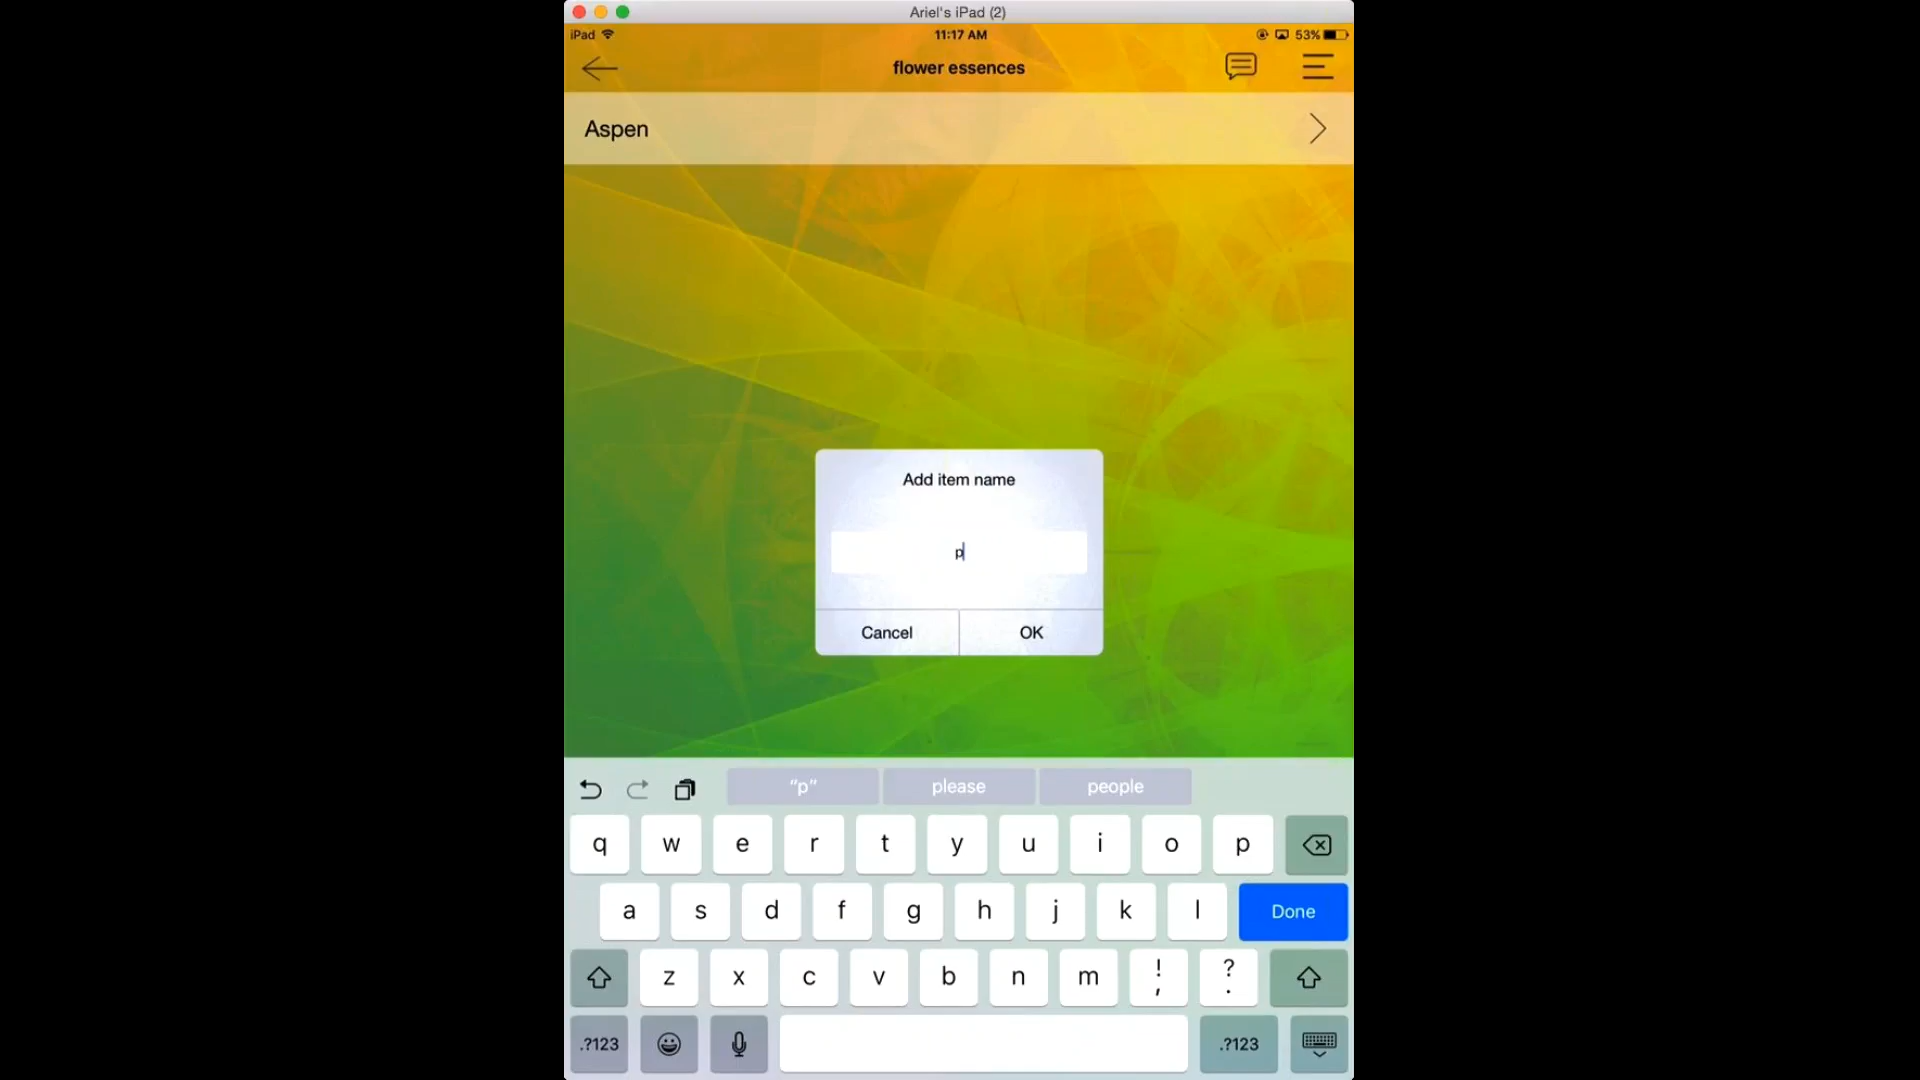 Ariel's iPad (2)
iPad 11:17 AM 53%
flower essences
Aspen
Add item name
p
Cancel OK
"p" please people
q w e r t y u i o p
a s d f g h j k l Done
z x c v b n m ! , ? .
.?123 .?123